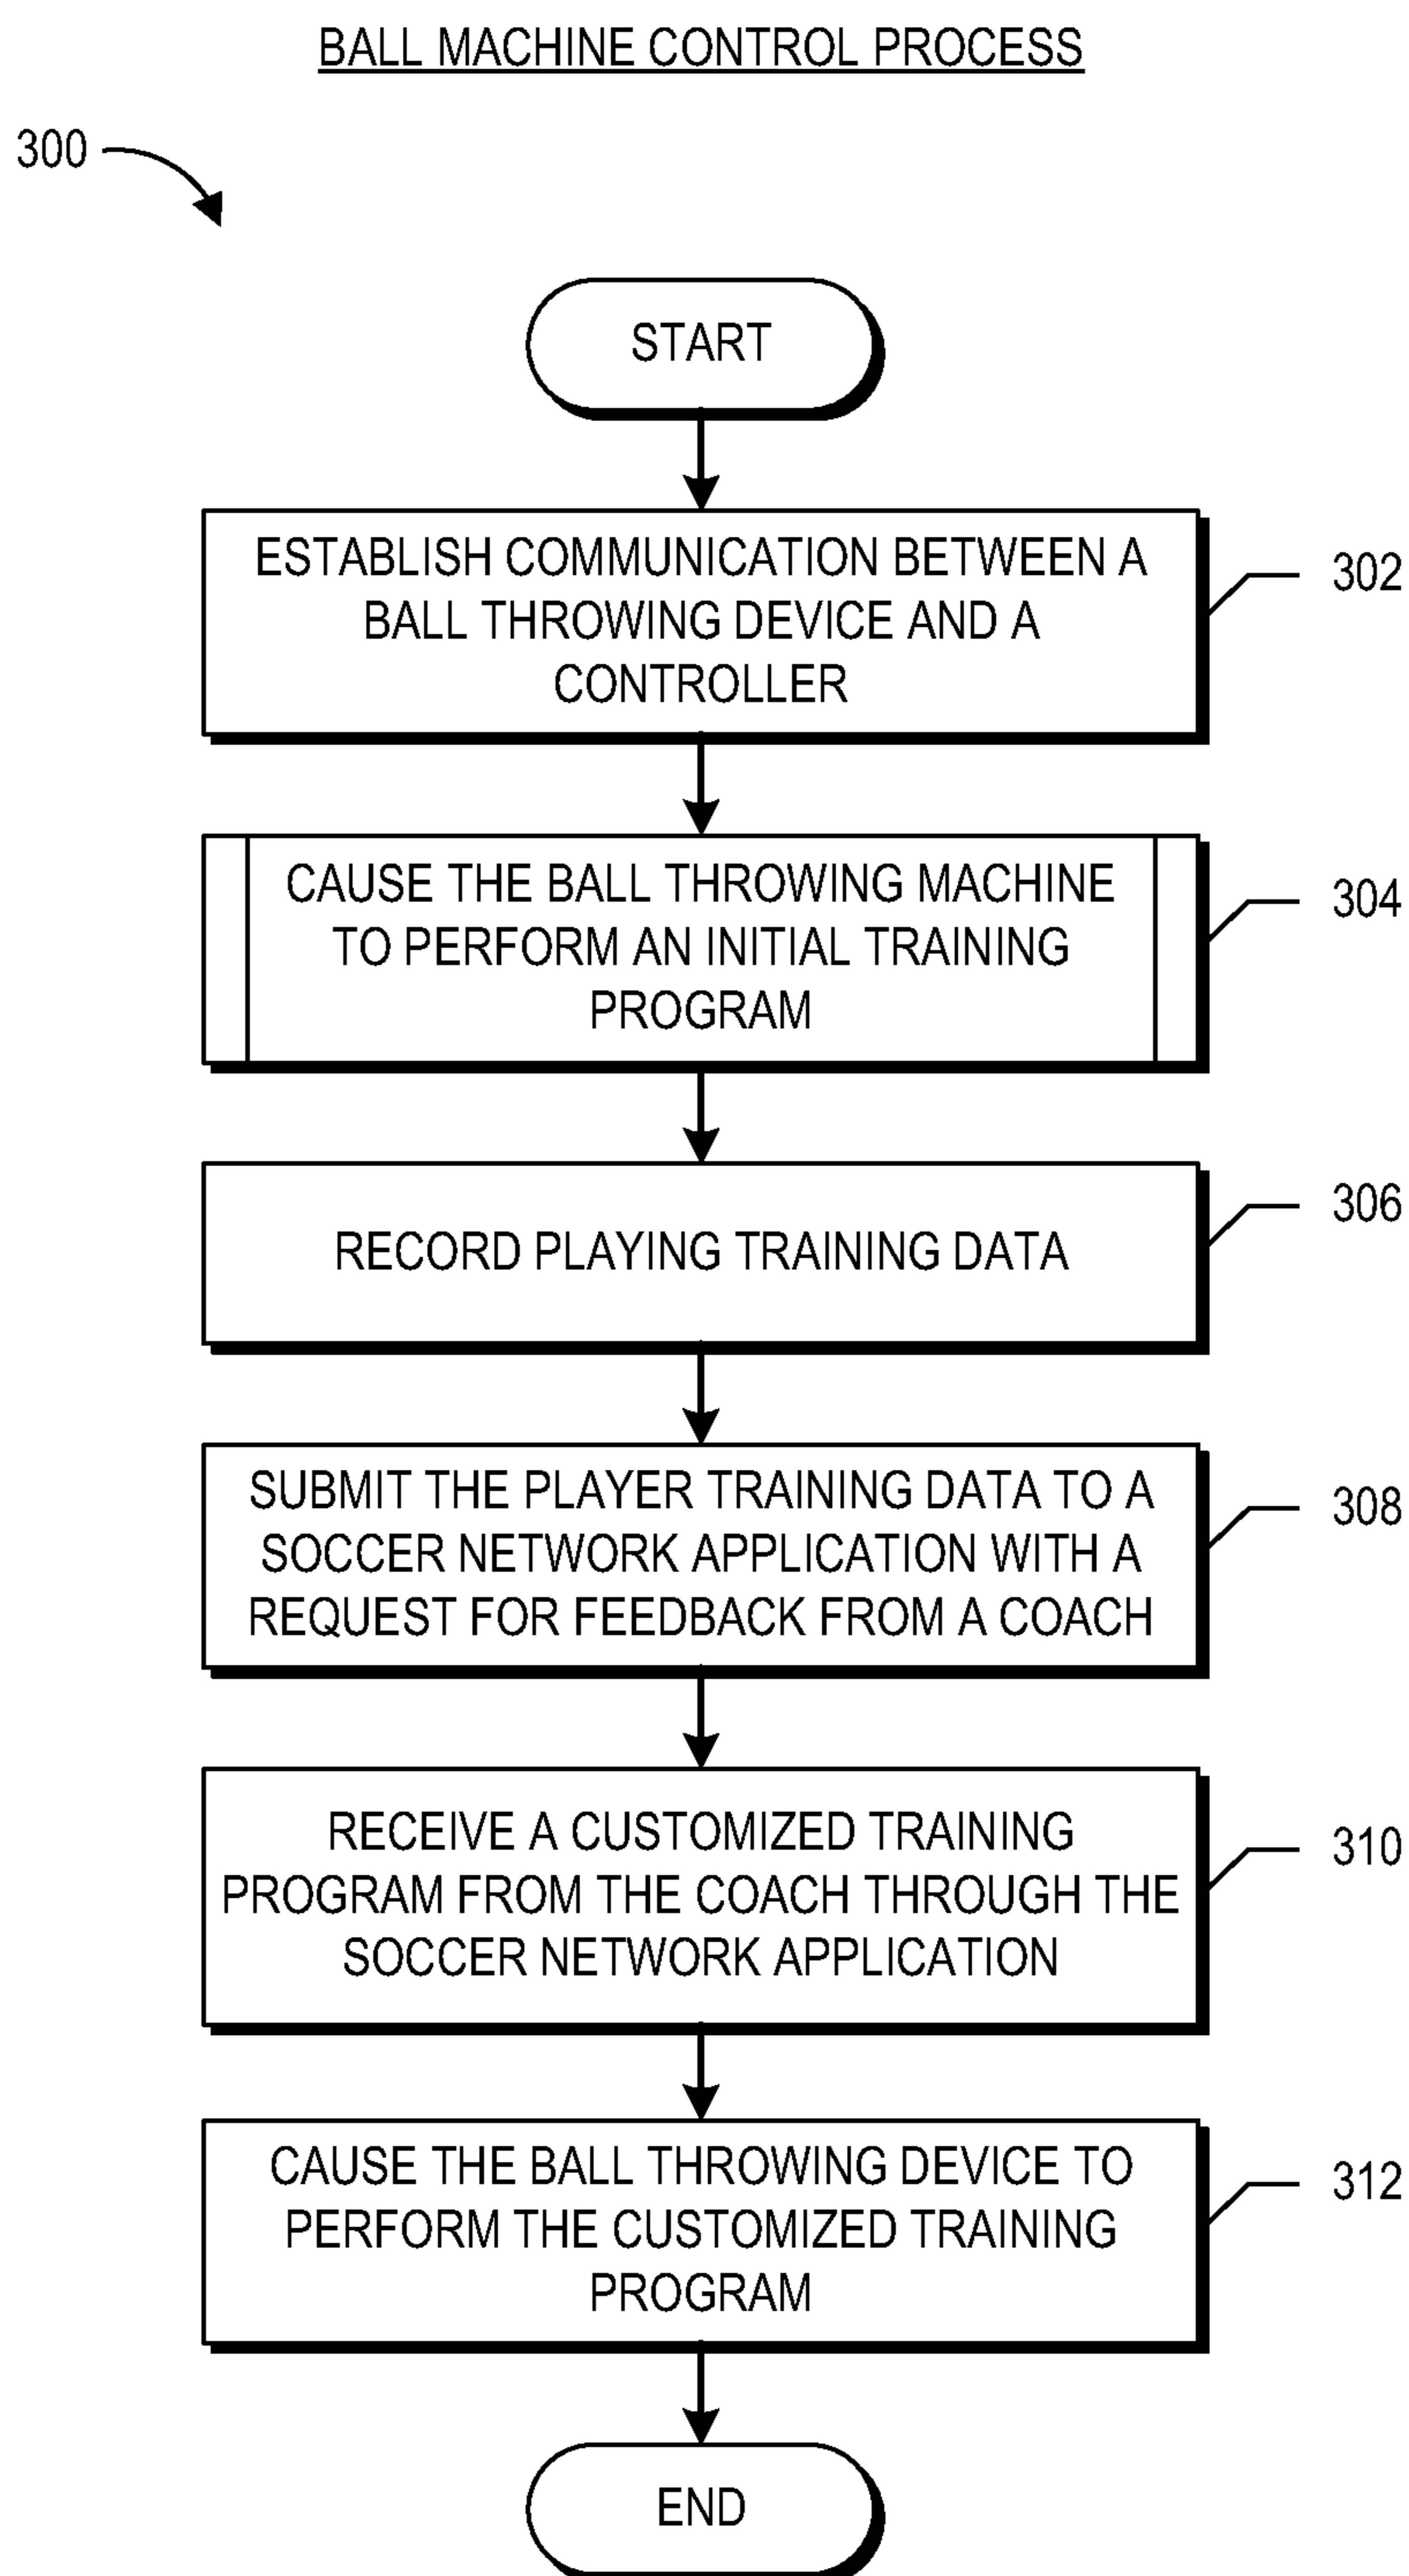 BALL MACHINE CONTROL PROCESS
300
START
ESTABLISH COMMUNICATION BETWEEN A
BALL THROWING DEVICE AND A
CONTROLLER
302
CAUSE THE BALL THROWING MACHINE
TO PERFORM AN INITIAL TRAINING
PROGRAM
304
RECORD PLAYING TRAINING DATA
306
SUBMIT THE PLAYER TRAINING DATA TO A
SOCCER NETWORK APPLICATION WITH A
REQUEST FOR FEEDBACK FROM A COACH
308
RECEIVE A CUSTOMIZED TRAINING
PROGRAM FROM THE COACH THROUGH THE
SOCCER NETWORK APPLICATION
310
CAUSE THE BALL THROWING DEVICE TO
PERFORM THE CUSTOMIZED TRAINING
PROGRAM
312
END